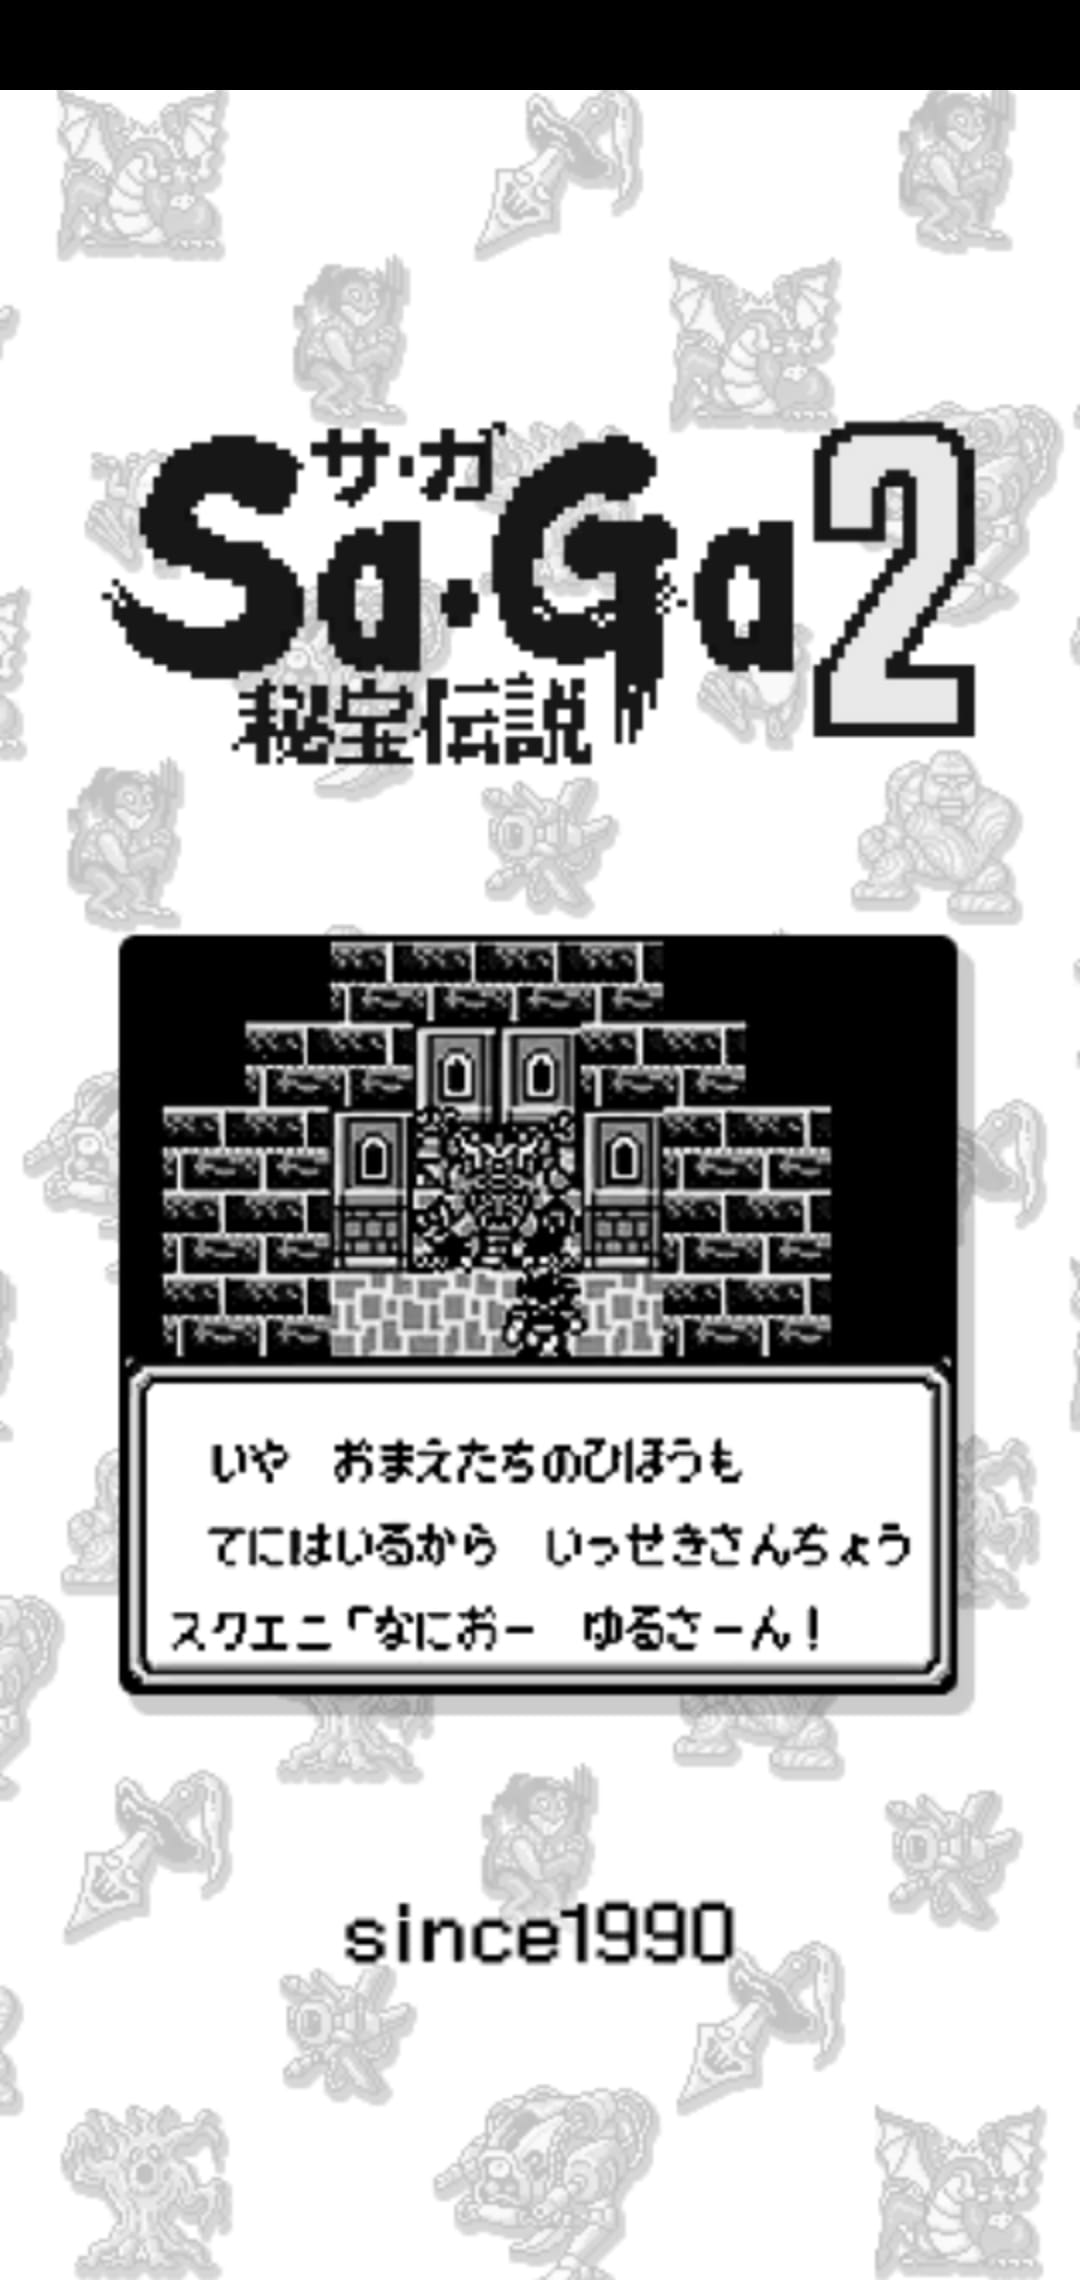 サ・ガ
Sa・Ga2
秘宝伝説
いや　おまえたちのひほうも
てにはいるから　いっせきさんちょう
スクエニ「なにおー　ゆるさーん！
since1990